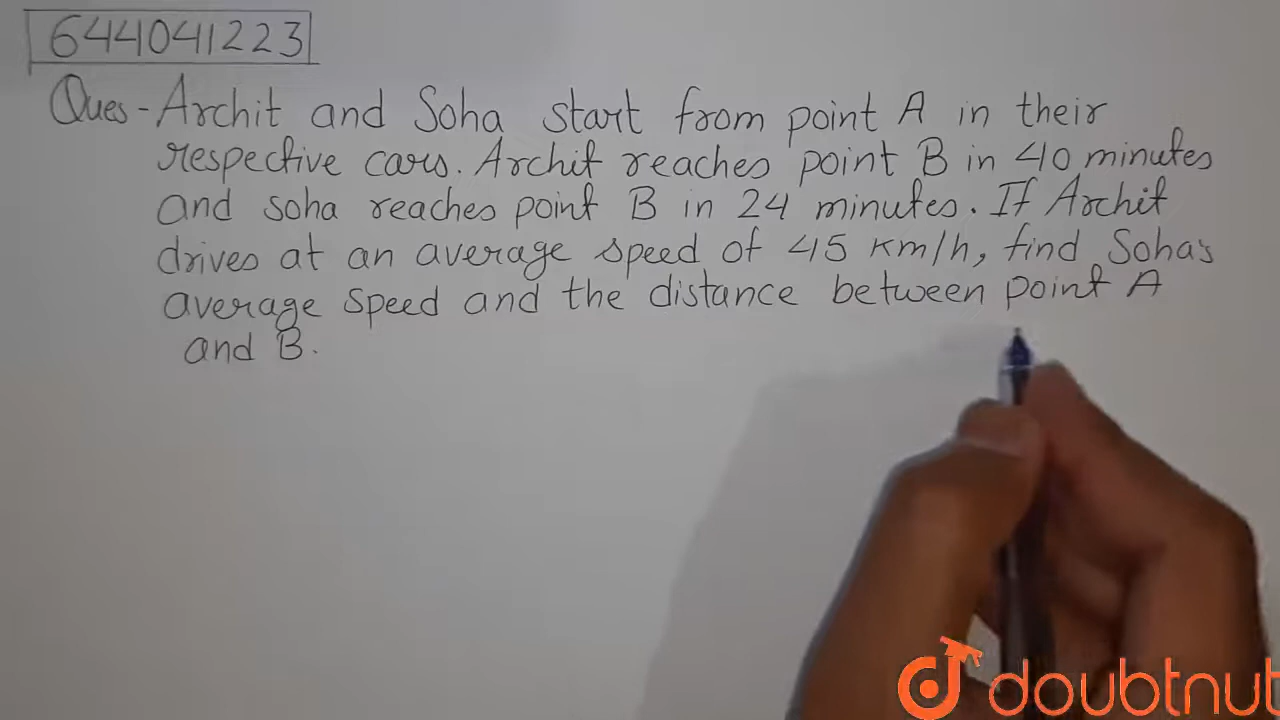 644041223
Ques - Archit and Soha start from point A in their
respective cars. Archit reaches point B in 40 minutes
and soha reaches point B in 24 minutes. If Archit
drives at an average speed of 45 km/h, find Soha's
average speed and the distance between point A
and B.
doubtnut